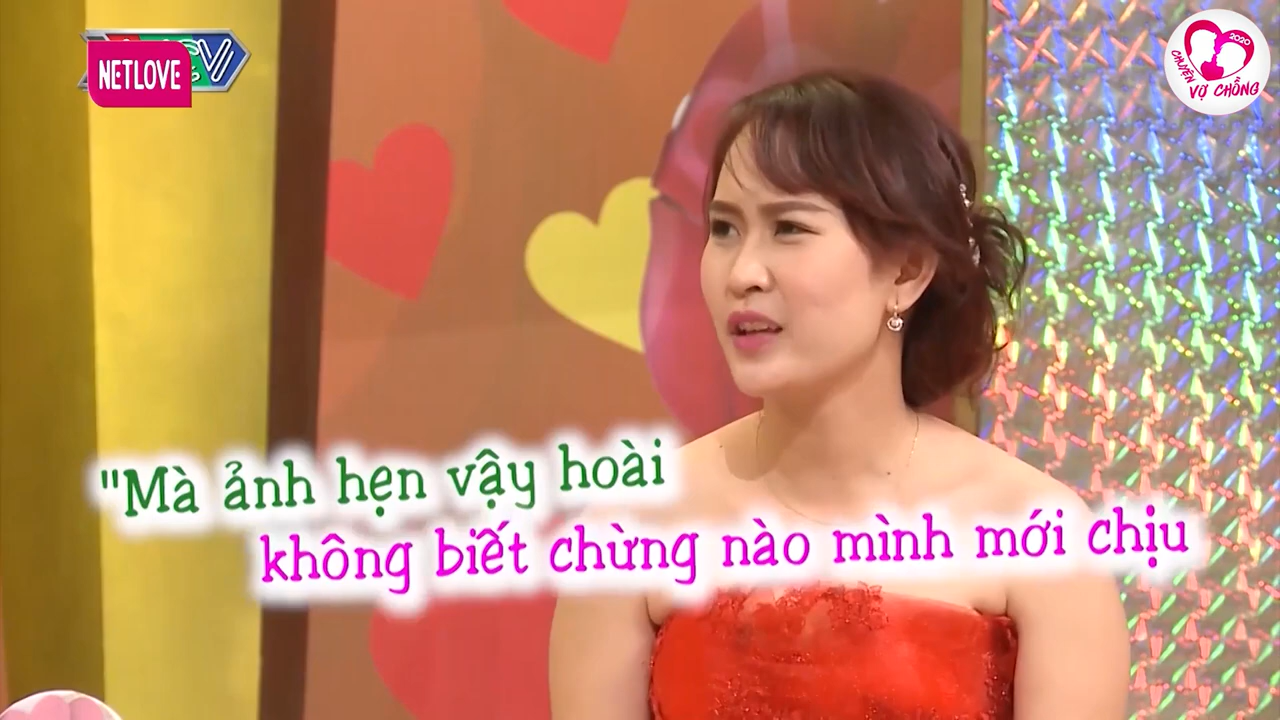 NETLOVE
2020
CHUYỆN
VỢ CHỒNG
"Mà ảnh hẹn vậy hoài
không biết chừng nào mình mới chịu